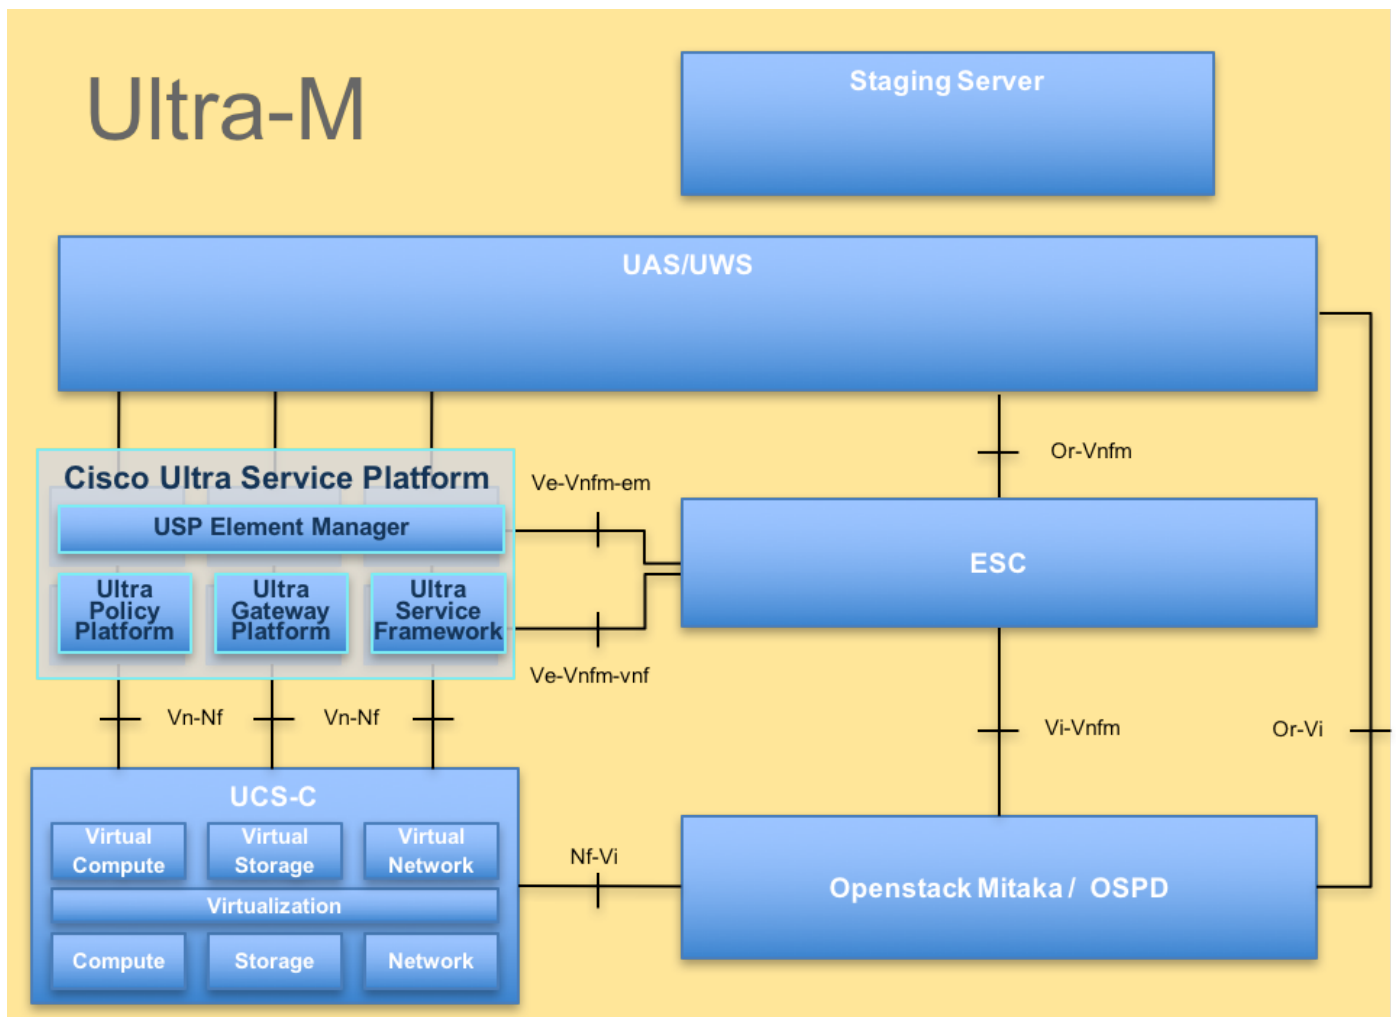 Ultra-M
Staging Server
UAS/UWS
Or-Vnfm
Cisco Ultra Service Platform
Ve-Vnfm-em
USP Element Manager
ESC
Ultra
Policy
Platform
Ultra
Gateway
Platform
Ultra
Service
Framework
Ve-Vnfm-vnf
Vn-Nf
Vn-Nf
Vi-Vnfm
Or-Vi
UCS-C
Virtual
Compute
Virtual
Storage
Virtual
Network
Nf-Vi
Openstack Mitaka / OSPD
Virtualization
Compute
Storage
Network